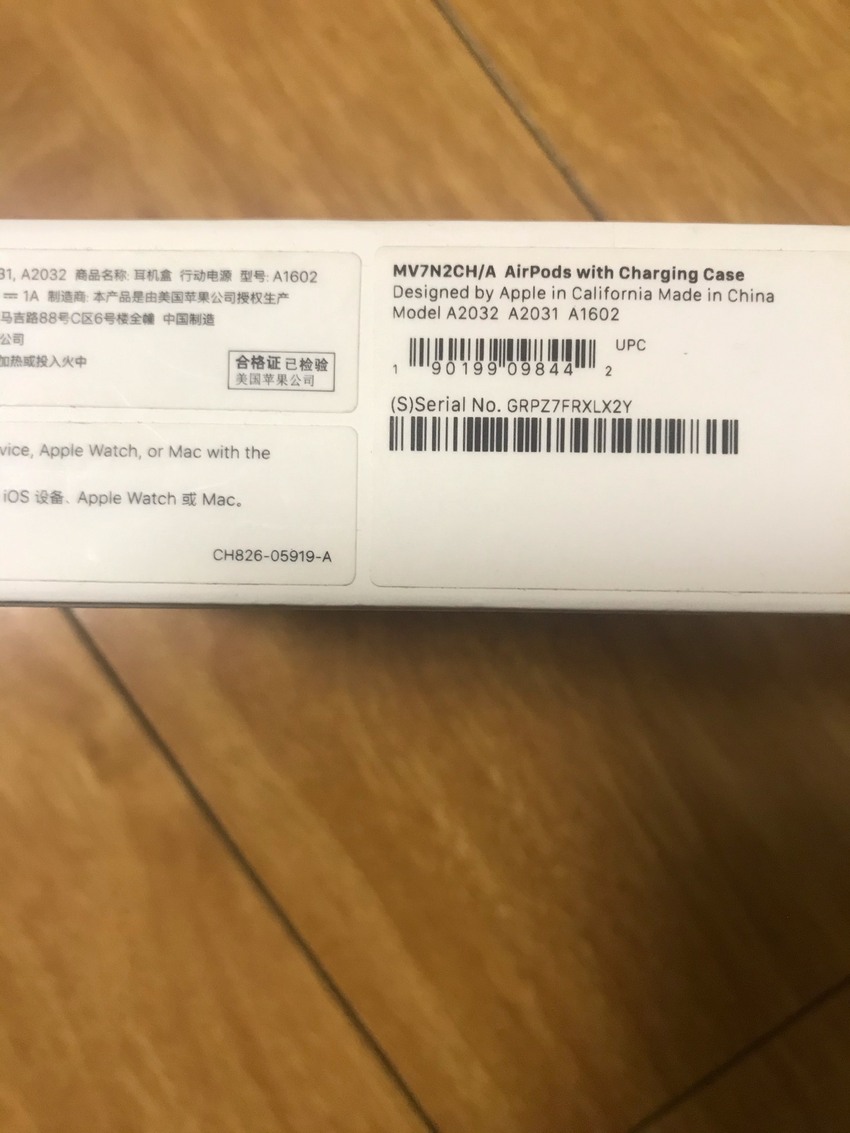 31, A2032 商品名称: 耳机盒 行动电源 型号: A1602
⎓ 1A 制造商: 本产品是由美国苹果公司授权生产
马吉路88号C区6号楼全幢 中国制造
公司
加热或投入火中
合格证 已检验
美国苹果公司
vice, Apple Watch, or Mac with the
iOS 设备、Apple Watch 或 Mac。
CH826-05919-A
MV7N2CH/A AirPods with Charging Case
Designed by Apple in California Made in China
Model A2032 A2031 A1602
UPC
1 90199 09844 2
(S)Serial No. GRPZ7FRXLX2Y